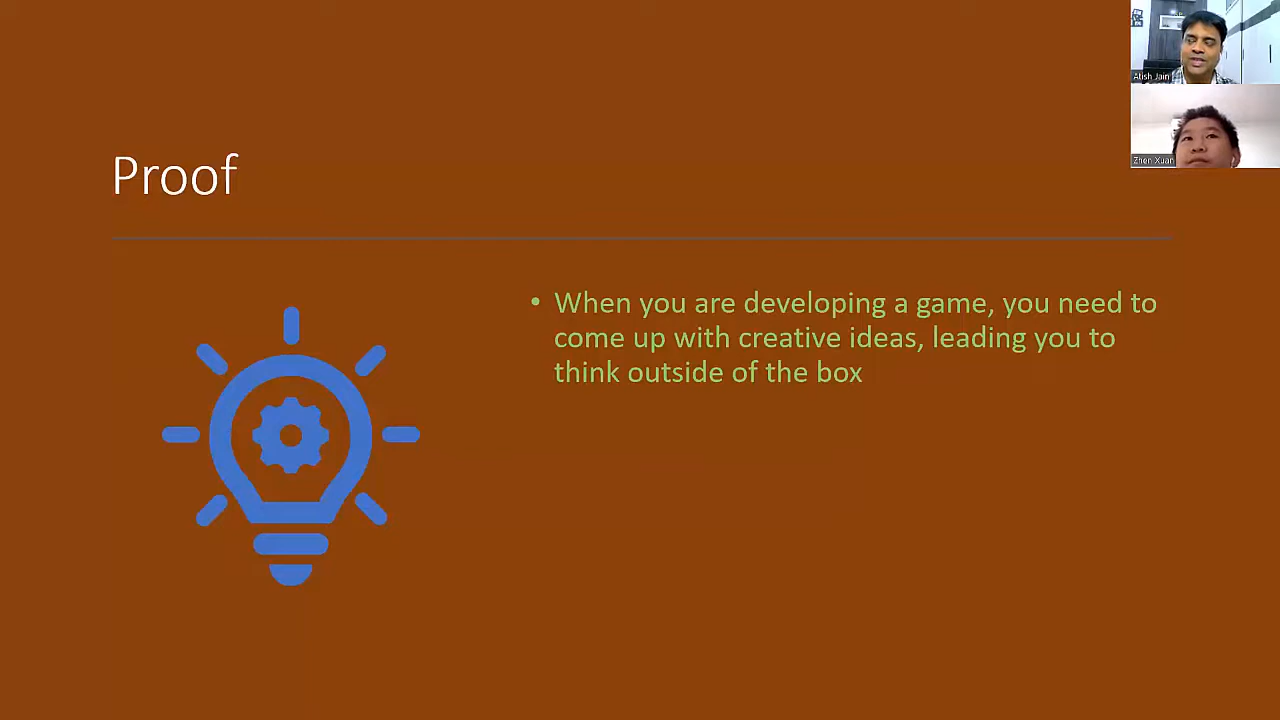 Atish Jain
Zhen Xuan
Proof
• When you are developing a game, you need to
come up with creative ideas, leading you to
think outside of the box